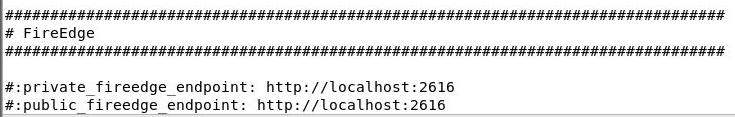 ################################################################################
# FireEdge
################################################################################
#:private_fireedge_endpoint: http://localhost:2616
#:public_fireedge_endpoint: http://localhost:2616